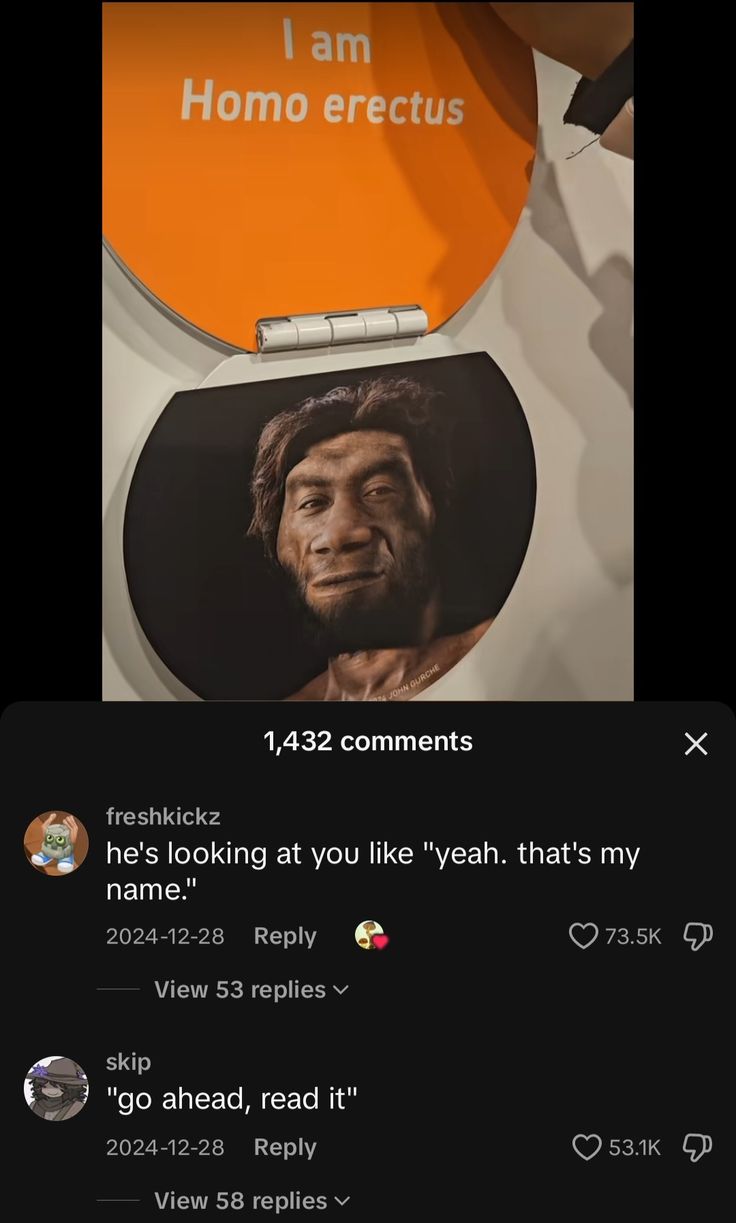 I am
Homo erectus
JOHN GURCHE
1,432 comments
freshkickz
he's looking at you like "yeah. that's my
name."
2024-12-28 Reply 73.5K
View 53 replies
skip
"go ahead, read it"
2024-12-28 Reply 53.1K
View 58 replies